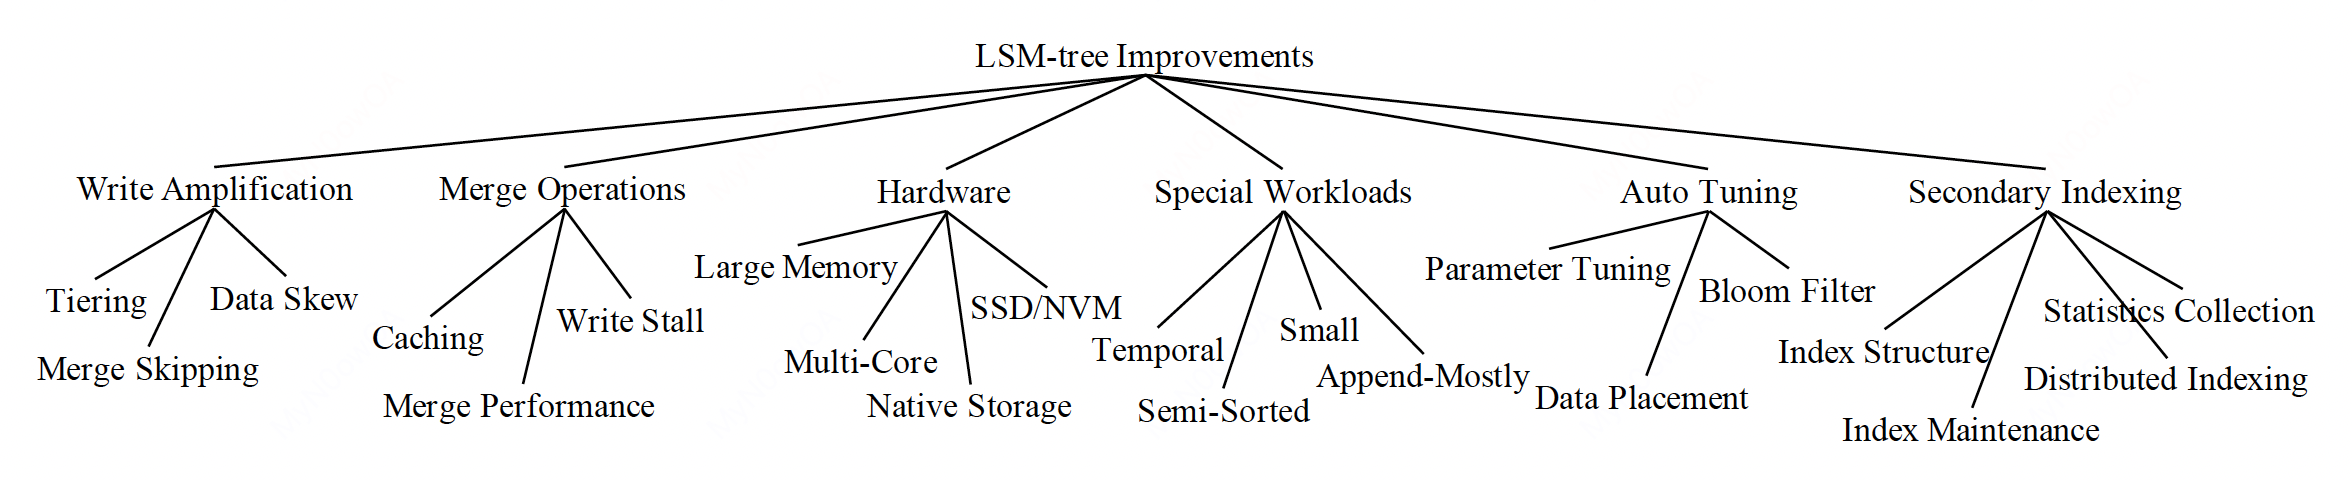 LSM-tree Improvements
Write Amplification
Merge Operations
Hardware
Special Workloads
Auto Tuning
Secondary Indexing
Tiering
Merge Skipping
Data Skew
Caching
Merge Performance
Write Stall
Large Memory
Multi-Core
Native Storage
SSD/NVM
Temporal
Semi-Sorted
Small
Append-Mostly
Parameter Tuning
Data Placement
Bloom Filter
Index Structure
Index Maintenance
Statistics Collection
Distributed Indexing